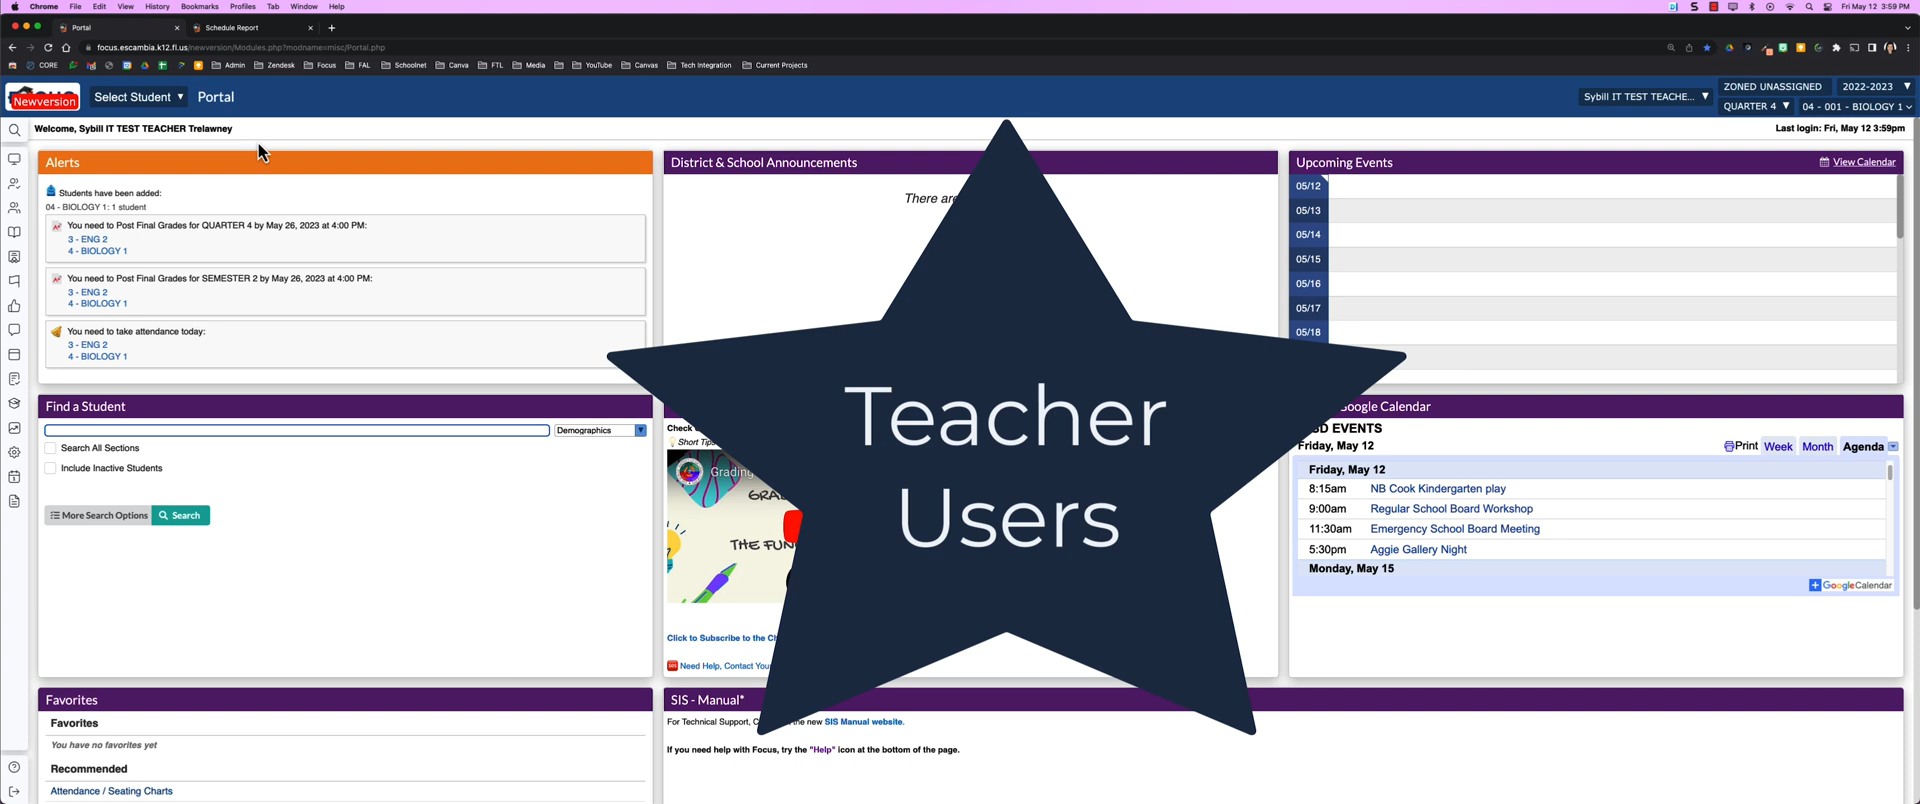 Chrome File Edit View History Bookmarks Profiles Tab Window Help
Fri May 12 3:59 PM
Portal
Schedule Report
focus.escambia.k12.fl.us/newversion/Modules.php?modname=misc/Portal.php
CORE Admin Zendesk Focus FAL Schoolnet Canva FTL Media YouTube Canvas Tech Integration Current Projects
Newversion
Select Student
Portal
Sybill IT TEST TEACHE...
ZONED UNASSIGNED
2022-2023
QUARTER 4
04 - 001 - BIOLOGY 1
Welcome, Sybill IT TEST TEACHER Trelawney
Last login: Fri, May 12 3:59pm
Alerts
Students have been added:
04 - BIOLOGY 1: 1 student
You need to Post Final Grades for QUARTER 4 by May 26, 2023 at 4:00 PM:
3 - ENG 2
4 - BIOLOGY 1
You need to Post Final Grades for SEMESTER 2 by May 26, 2023 at 4:00 PM:
3 - ENG 2
4 - BIOLOGY 1
You need to take attendance today:
3 - ENG 2
4 - BIOLOGY 1
District & School Announcements
There
Upcoming Events
View Calendar
05/12
05/13
05/14
05/15
05/16
05/17
05/18
Teacher
Users
Find a Student
Demographics
Search All Sections
Include Inactive Students
More Search Options
Search
Check
Short
Grading
THE
Click to Subscribe to the
Need Help, Contact
Google Calendar
EVENTS
Friday, May 12
Print Week Month Agenda
Friday, May 12
8:15am NB Cook Kindergarten play
9:00am Regular School Board Workshop
11:30am Emergency School Board Meeting
5:30pm Aggie Gallery Night
Monday, May 15
GoogleCalendar
Favorites
Favorites
You have no favorites yet
Recommended
Attendance / Seating Charts
SIS - Manual*
For Technical Support, the new SIS Manual website.
If you need help with Focus, try the "Help" icon at the bottom of the page.